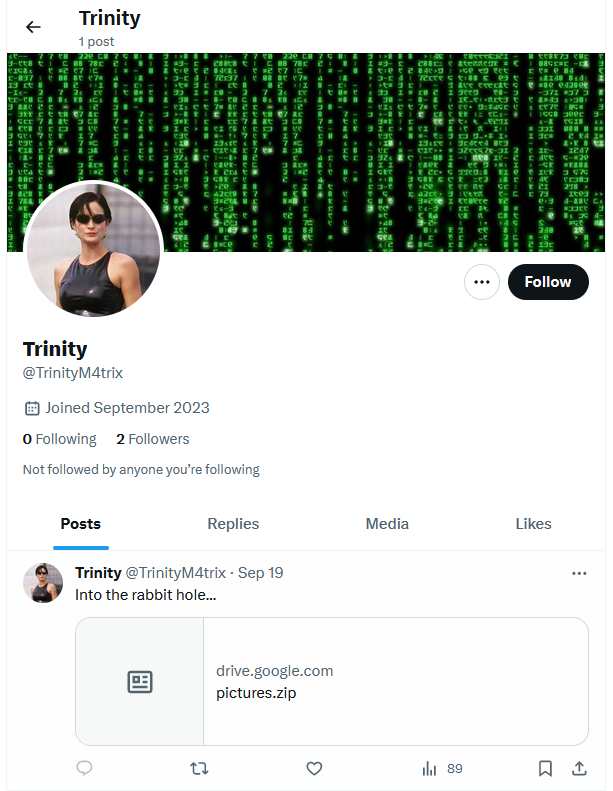 Trinity
1 post
Follow
Trinity
@TrinityM4trix
Joined September 2023
0 Following 2 Followers
Not followed by anyone you're following
Posts Replies Media Likes
Trinity @TrinityM4trix · Sep 19
Into the rabbit hole...
drive.google.com
pictures.zip
89